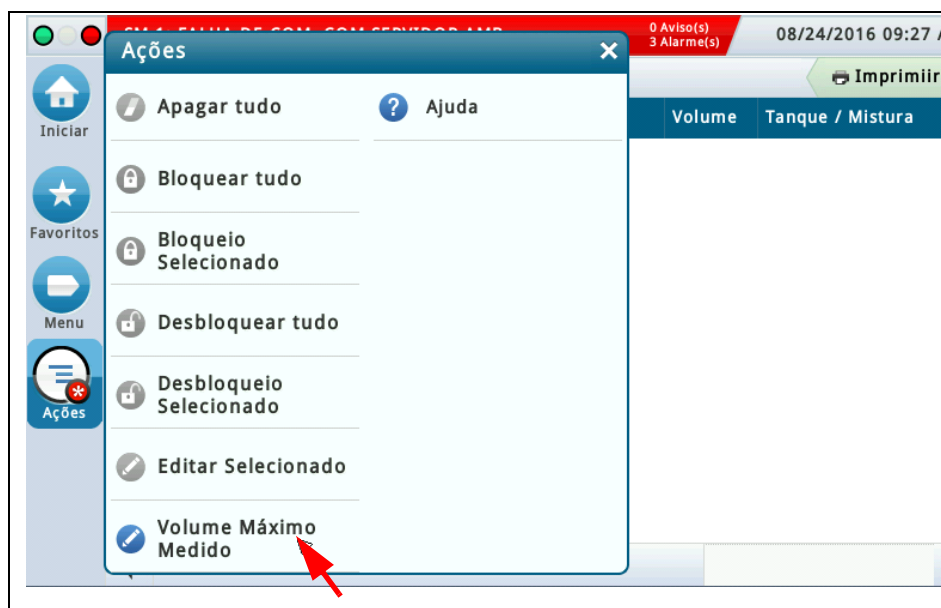 0 Aviso(s)
3 Alarme(s)
08/24/2016 09:27
Imprimiir
Volume
Tanque / Mistura
Iniciar
Favoritos
Menu
Ações
Ações
Apagar tudo
Ajuda
Bloquear tudo
Bloqueio
Selecionado
Desbloquear tudo
Desbloqueio
Selecionado
Editar Selecionado
Volume Máximo
Medido